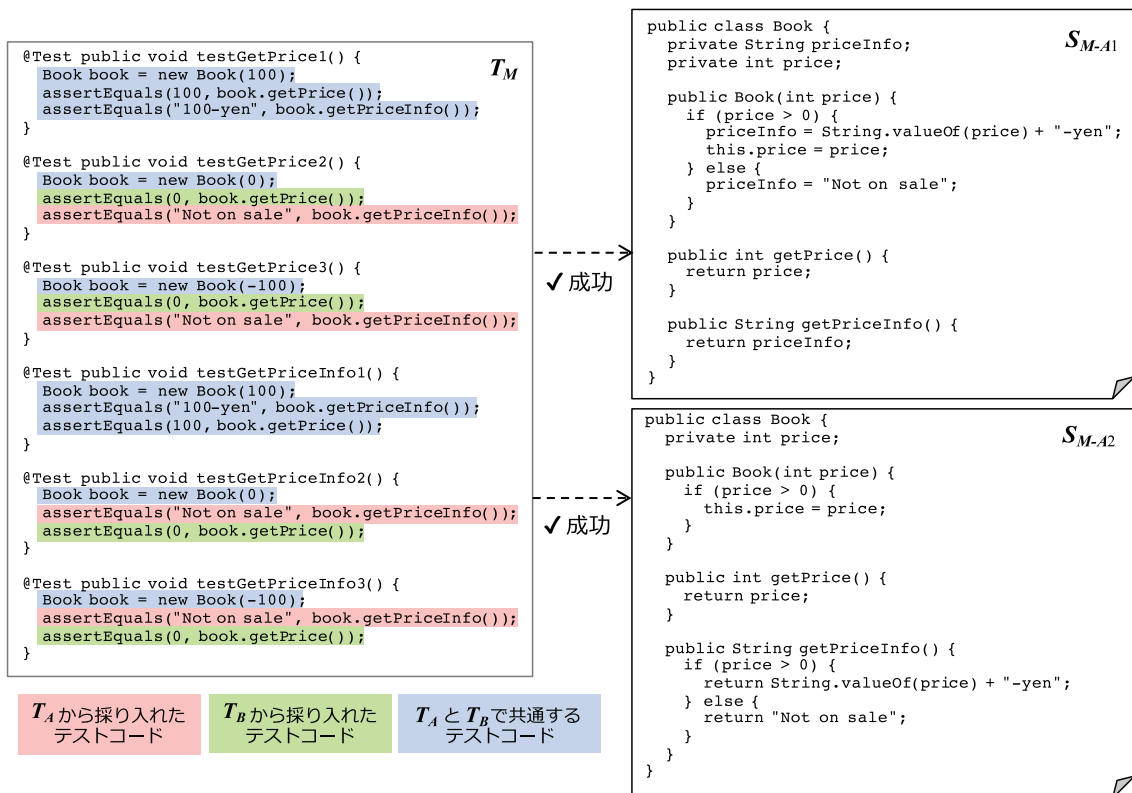 @Test public void testGetPrice1() {
Book book = new Book(100);
assertEquals(100, book.getPrice());
assertEquals("100-yen", book.getPriceInfo());
}
@Test public void testGetPrice2() {
Book book = new Book(0);
assertEquals(0, book.getPrice());
assertEquals("Not on sale", book.getPriceInfo());
}
@Test public void testGetPrice3() {
Book book = new Book(-100);
assertEquals(0, book.getPrice());
assertEquals("Not on sale", book.getPriceInfo());
}
@Test public void testGetPriceInfo1() {
Book book = new Book(100);
assertEquals("100-yen", book.getPriceInfo());
assertEquals(100, book.getPrice());
}
@Test public void testGetPriceInfo2() {
Book book = new Book(0);
assertEquals("Not on sale", book.getPriceInfo());
assertEquals(0, book.getPrice());
}
@Test public void testGetPriceInfo3() {
Book book = new Book(-100);
assertEquals("Not on sale", book.getPriceInfo());
assertEquals(0, book.getPrice());
}
TM
✓成功
✓成功
public class Book {
private String priceInfo;
private int price;
public Book(int price) {
if (price > 0) {
priceInfo = String.valueOf(price) + "-yen";
this.price = price;
} else {
priceInfo = "Not on sale";
}
}
public int getPrice() {
return price;
}
public String getPriceInfo() {
return priceInfo;
}
}
SM-A1
public class Book {
private int price;
public Book(int price) {
if (price > 0) {
this.price = price;
}
}
public int getPrice() {
return price;
}
public String getPriceInfo() {
if (price > 0) {
return String.valueOf(price) + "-yen";
} else {
return "Not on sale";
}
}
}
SM-A2
TAから採り入れた
テストコード
TBから採り入れた
テストコード
TAとTBで共通する
テストコード